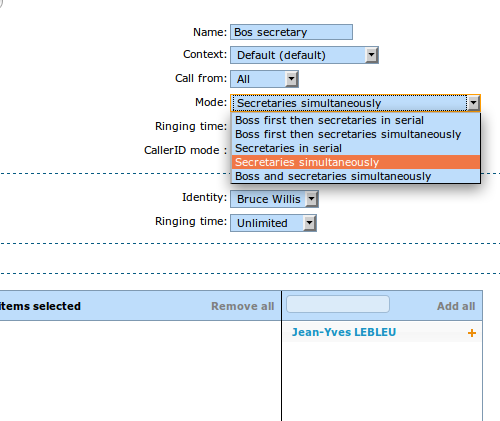 Name: Bos secretary
Context: Default (default)
Call from: All
Mode: Secretaries simultaneously
Boss first then secretaries in serial
Ringing time: Boss first then secretaries simultaneously
Secretaries in serial
CallerID mode : Secretaries simultaneously
Boss and secretaries simultaneously
Identity: Bruce Willis
Ringing time: Unlimited
items selected Remove all Add all
Jean-Yves LEBLEU +